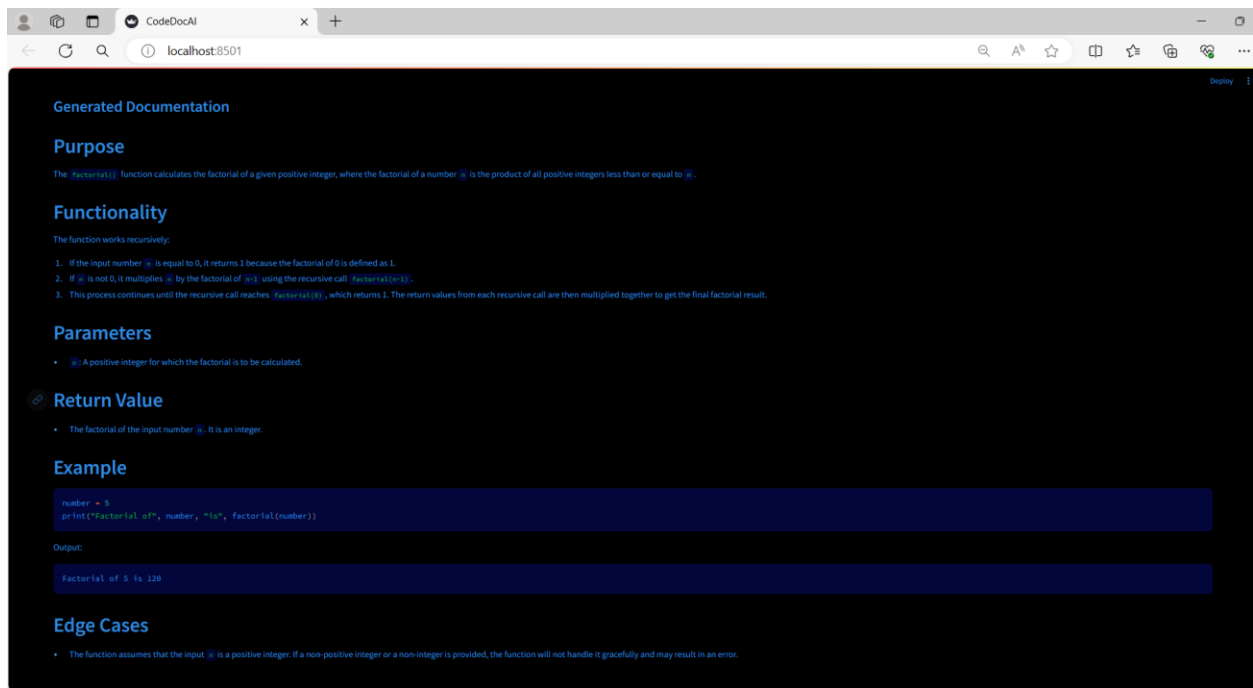 CodeDocAI
localhost:8501
Deploy
Generated Documentation
Purpose
The factorial() function calculates the factorial of a given positive integer, where the factorial of a number n is the product of all positive integers less than or equal to n.
Functionality
The function works recursively:
1. If the input number n is equal to 0, it returns 1 because the factorial of 0 is defined as 1.
2. If n is not 0, it multiplies n by the factorial of n-1 using the recursive call factorial(n-1).
3. This process continues until the recursive call reaches factorial(0), which returns 1. The return values from each recursive call are then multiplied together to get the final factorial result.
Parameters
• n: A positive integer for which the factorial is to be calculated.
Return Value
• The factorial of the input number n. It is an integer.
Example
number = 5
print("Factorial of", number, "is", factorial(number))
Output:
Factorial of 5 is 120
Edge Cases
• The function assumes that the input n is a positive integer. If a non-positive integer or a non-integer is provided, the function will not handle it gracefully and may result in an error.